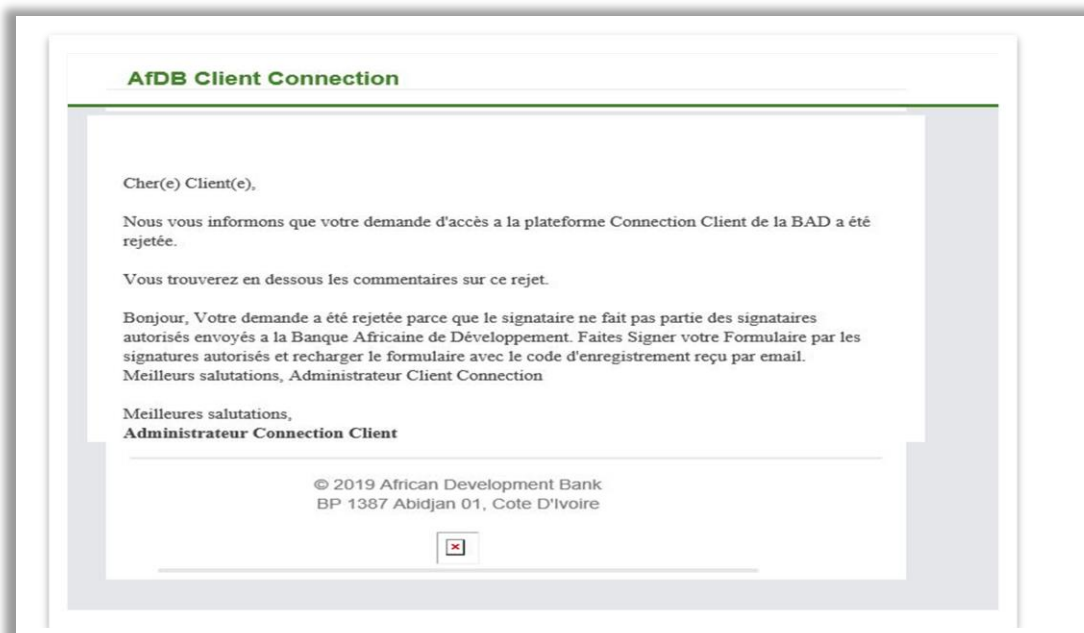 AfDB Client Connection
Cher(e) Client(e),
Nous vous informons que votre demande d'accès a la plateforme Connection Client de la BAD a été
rejetée.
Vous trouverez en dessous les commentaires sur ce rejet.
Bonjour, Votre demande a été rejetée parce que le signataire ne fait pas partie des signataires
autorisés envoyés a la Banque Africaine de Développement. Faites Signer votre Formulaire par les
signatures autorisés et recharger le formulaire avec le code d'enregistrement reçu par email.
Meilleurs salutations, Administrateur Client Connection
Meilleures salutations,
Administrateur Connection Client
© 2019 African Development Bank
BP 1387 Abidjan 01, Cote D'Ivoire